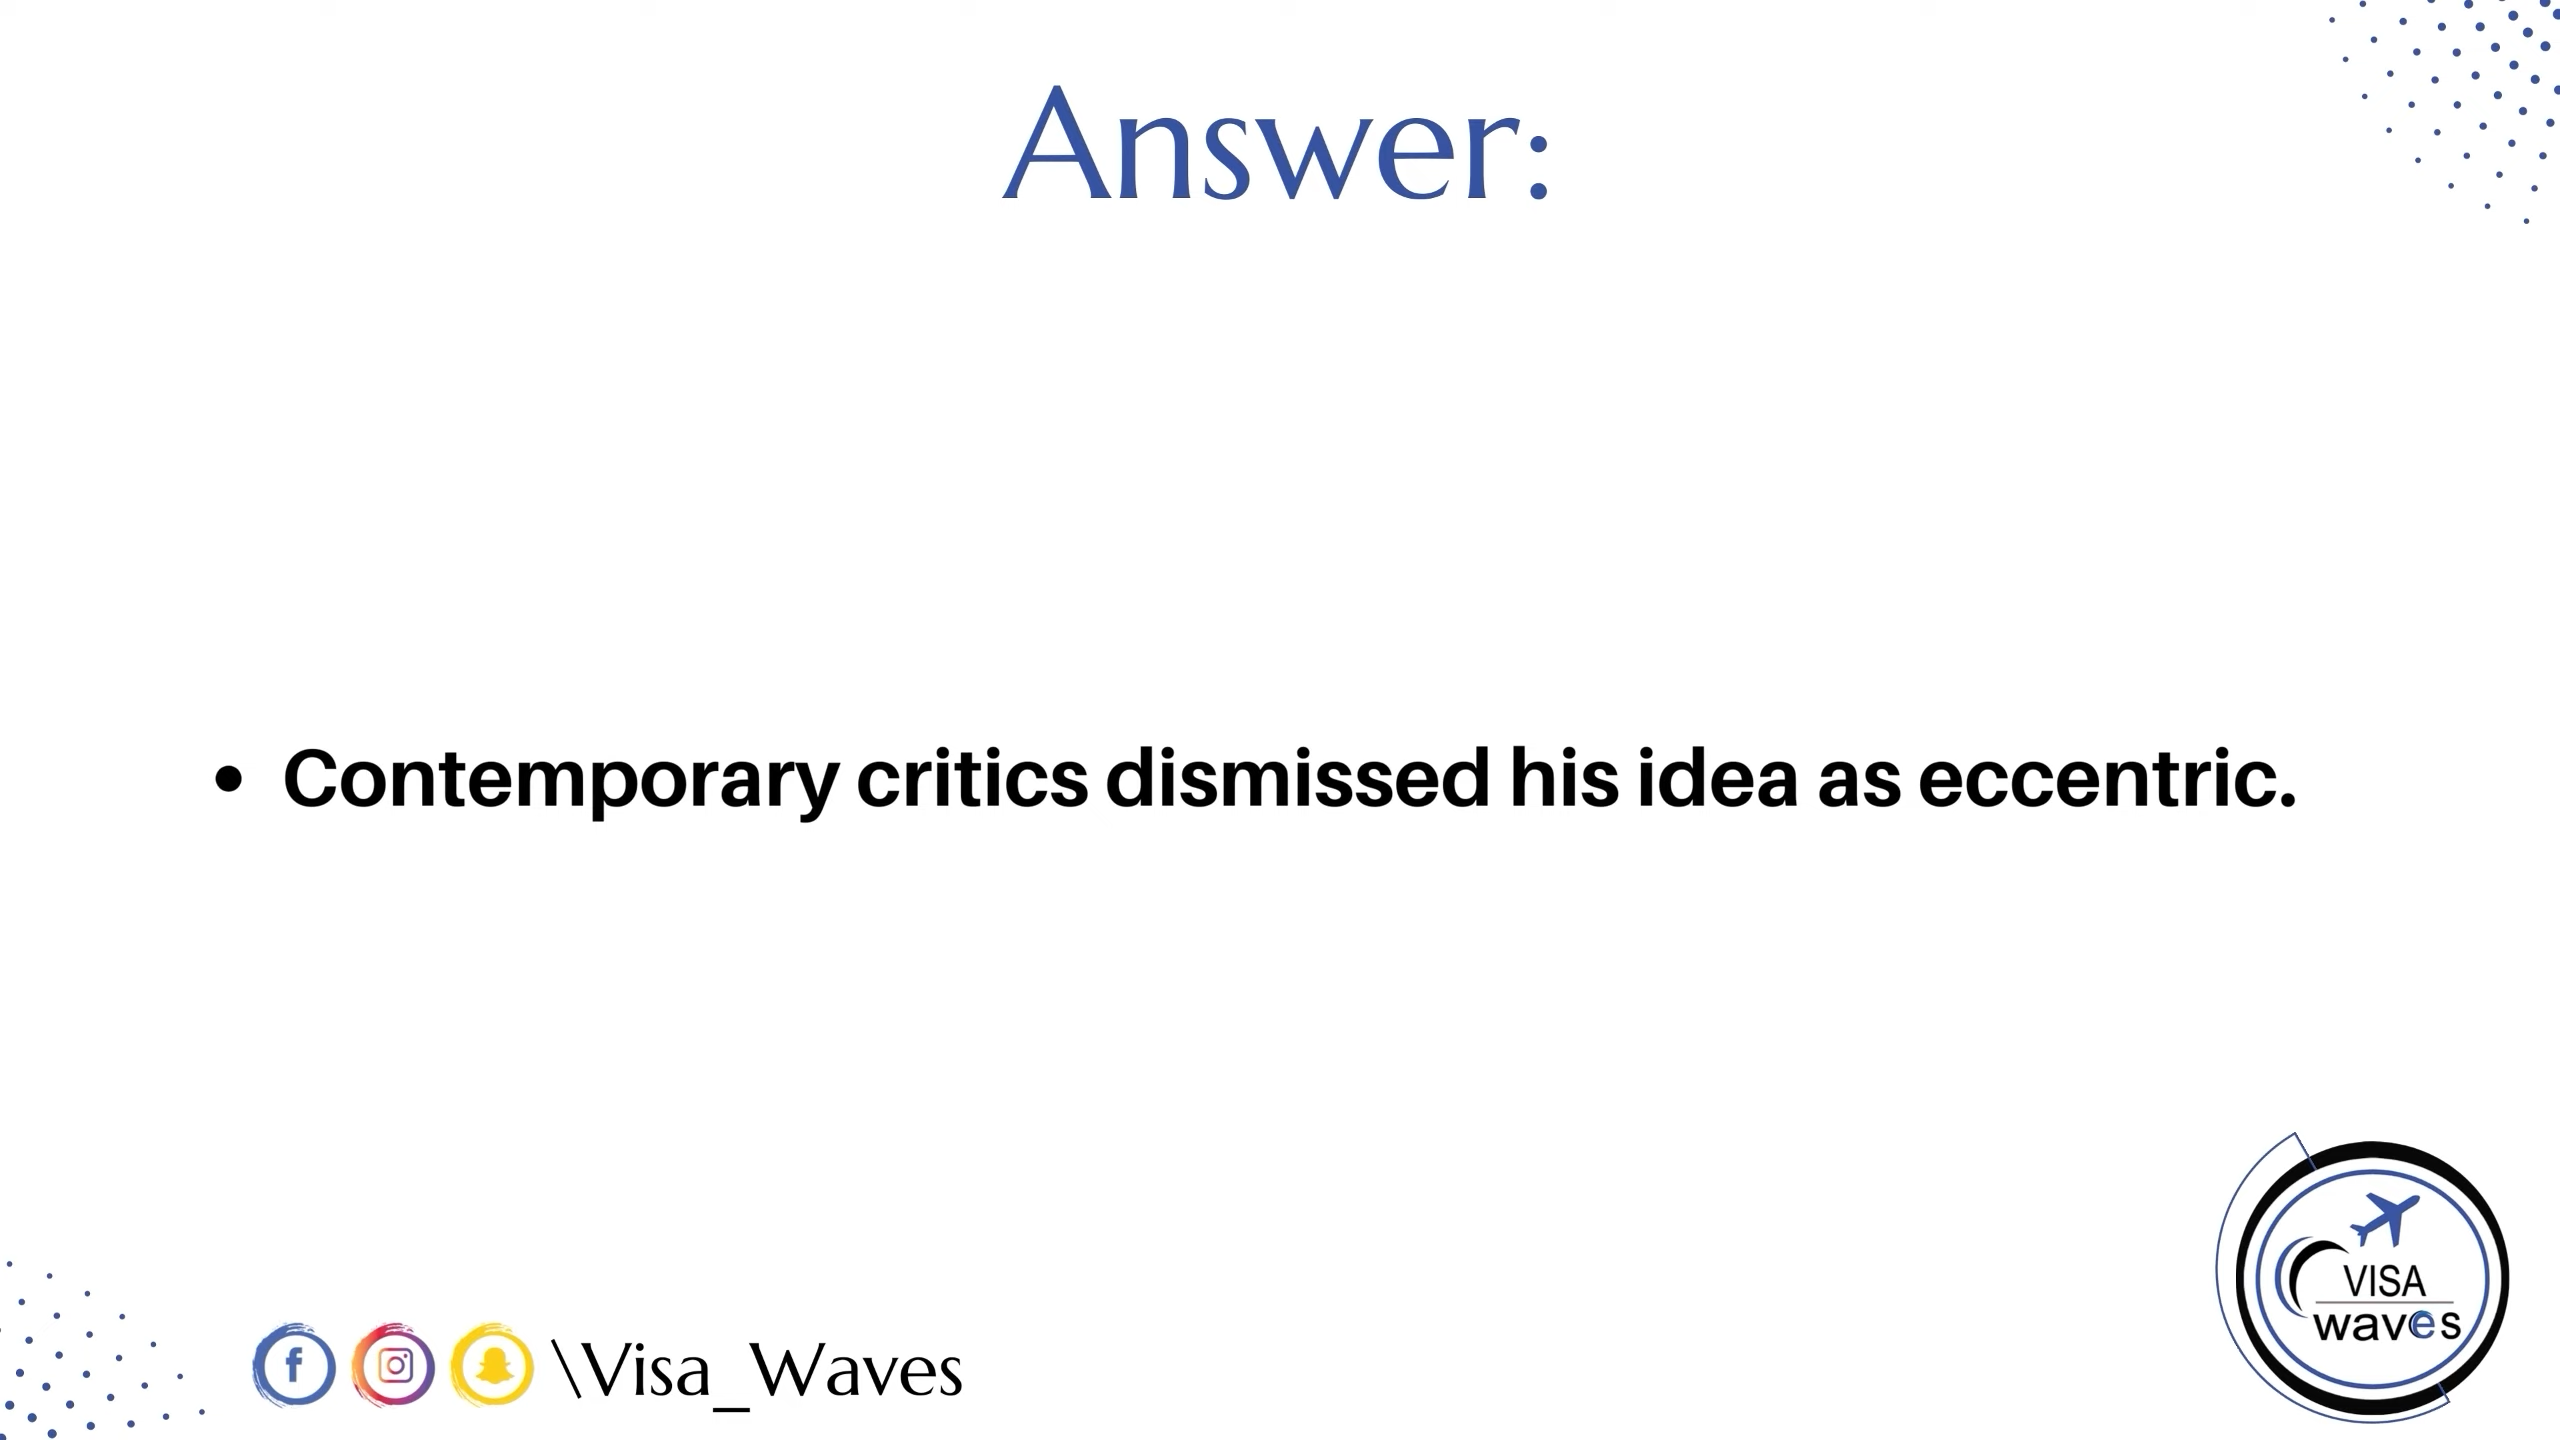 Answer:
• Contemporary critics dismissed his idea as eccentric.
VISA
waves
\Visa_Waves